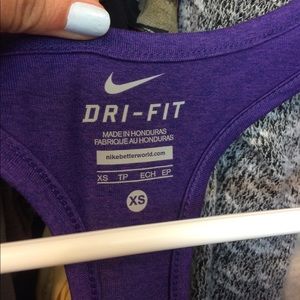 DRI-FIT
MADE IN HONDURAS
FABRIQUE AU HONDURAS
nikebetterworld.com
XS TP ECH EP
XS